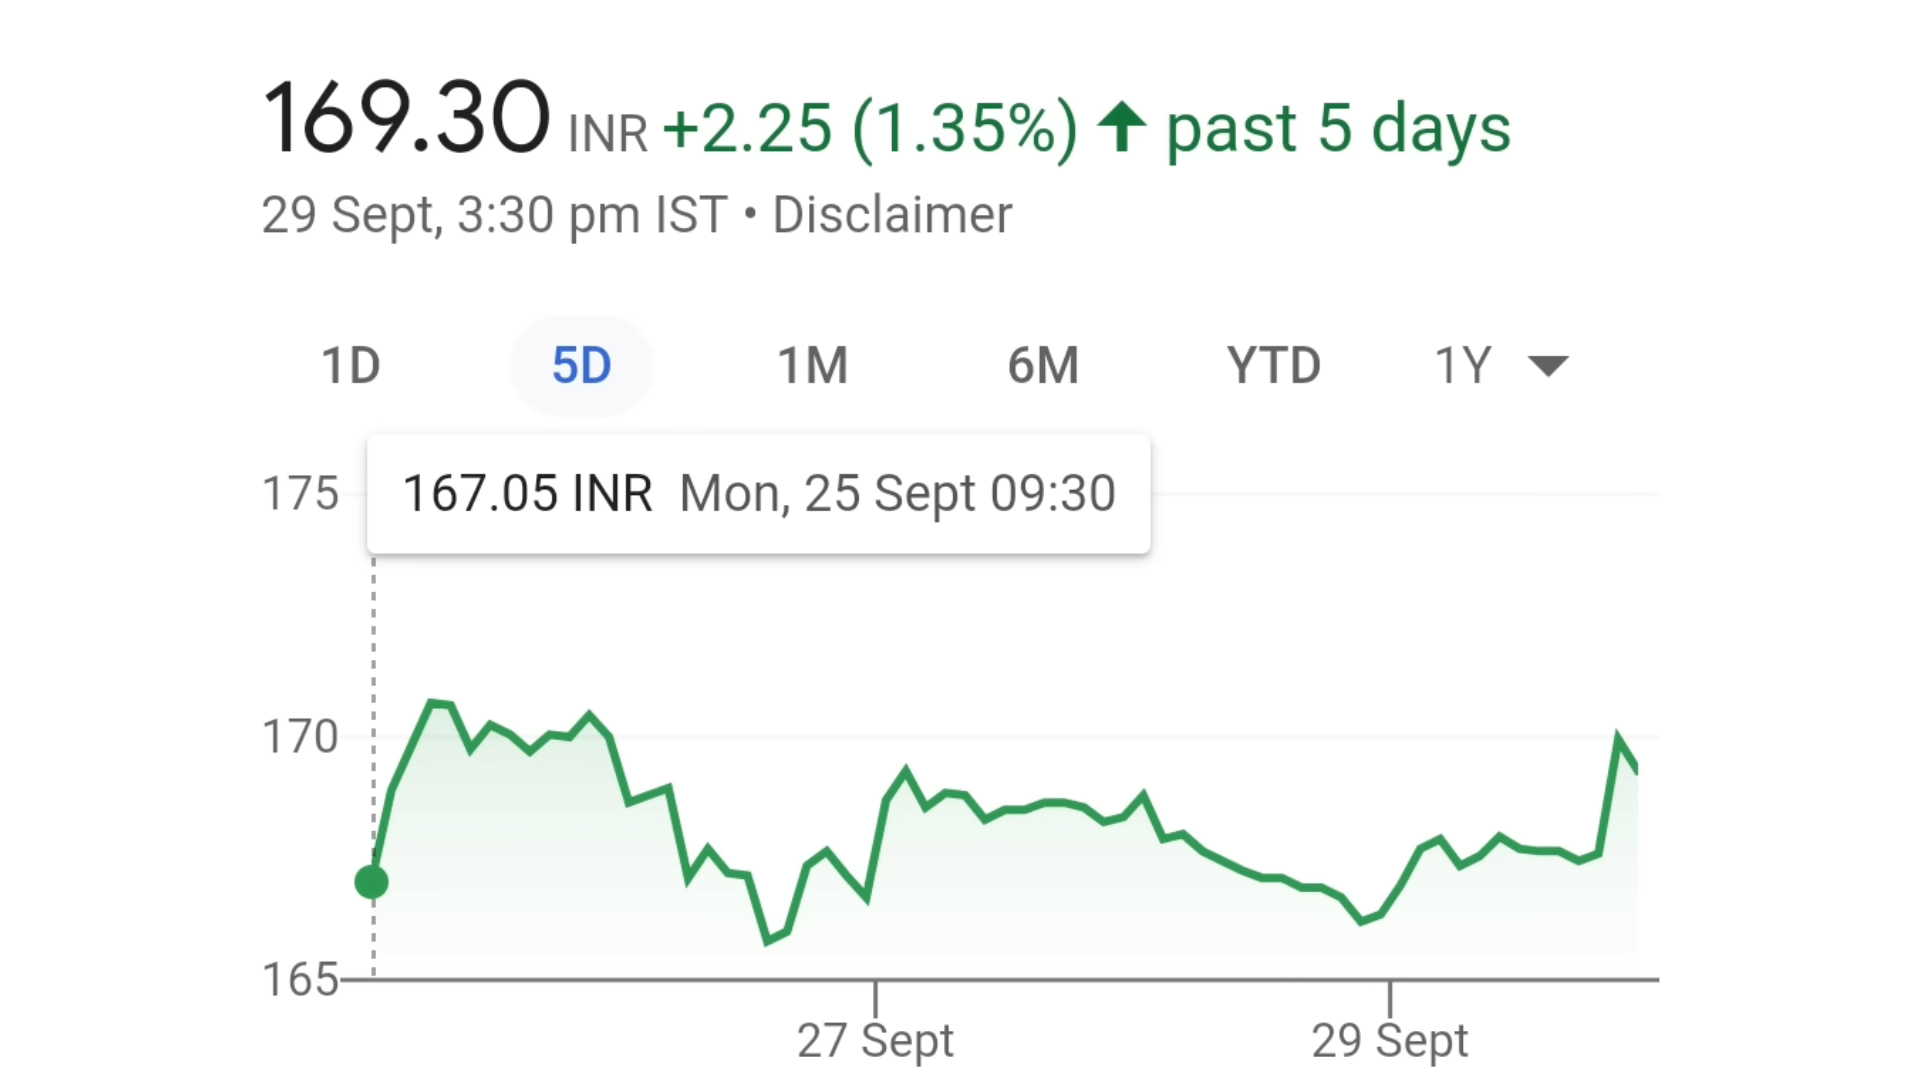 169.30 INR +2.25 (1.35%) ↑ past 5 days
29 Sept, 3:30 pm IST • Disclaimer
1D 5D 1M 6M YTD 1Y
175
167.05 INR Mon, 25 Sept 09:30
170
165
27 Sept 29 Sept